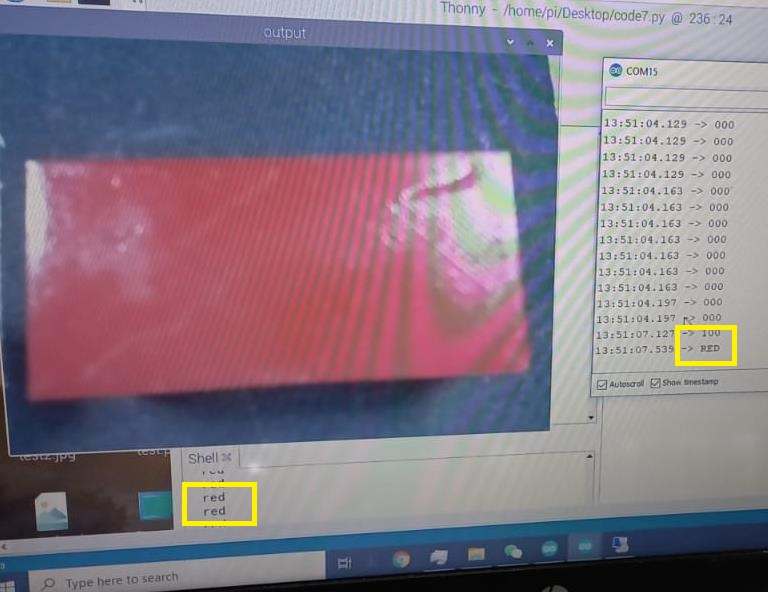 Thonny - /home/pi/Desktop/code7.py @ 236:24
output
COM15
13:51:04.129 -> 000
13:51:04.129 -> 000
13:51:04.129 -> 000
13:51:04.129 -> 000
13:51:04.163 -> 000
13:51:04.163 -> 000
13:51:04.163 -> 000
13:51:04.163 -> 000
13:51:04.163 -> 000
13:51:04.163 -> 000
13:51:04.163 -> 000
13:51:04.197 -> 000
13:51:04.197 -> 000
13:51:07.127 -> 100
13:51:07.539 -> RED
Autoscroll Show timestamp
Shell
red
red
Type here to search